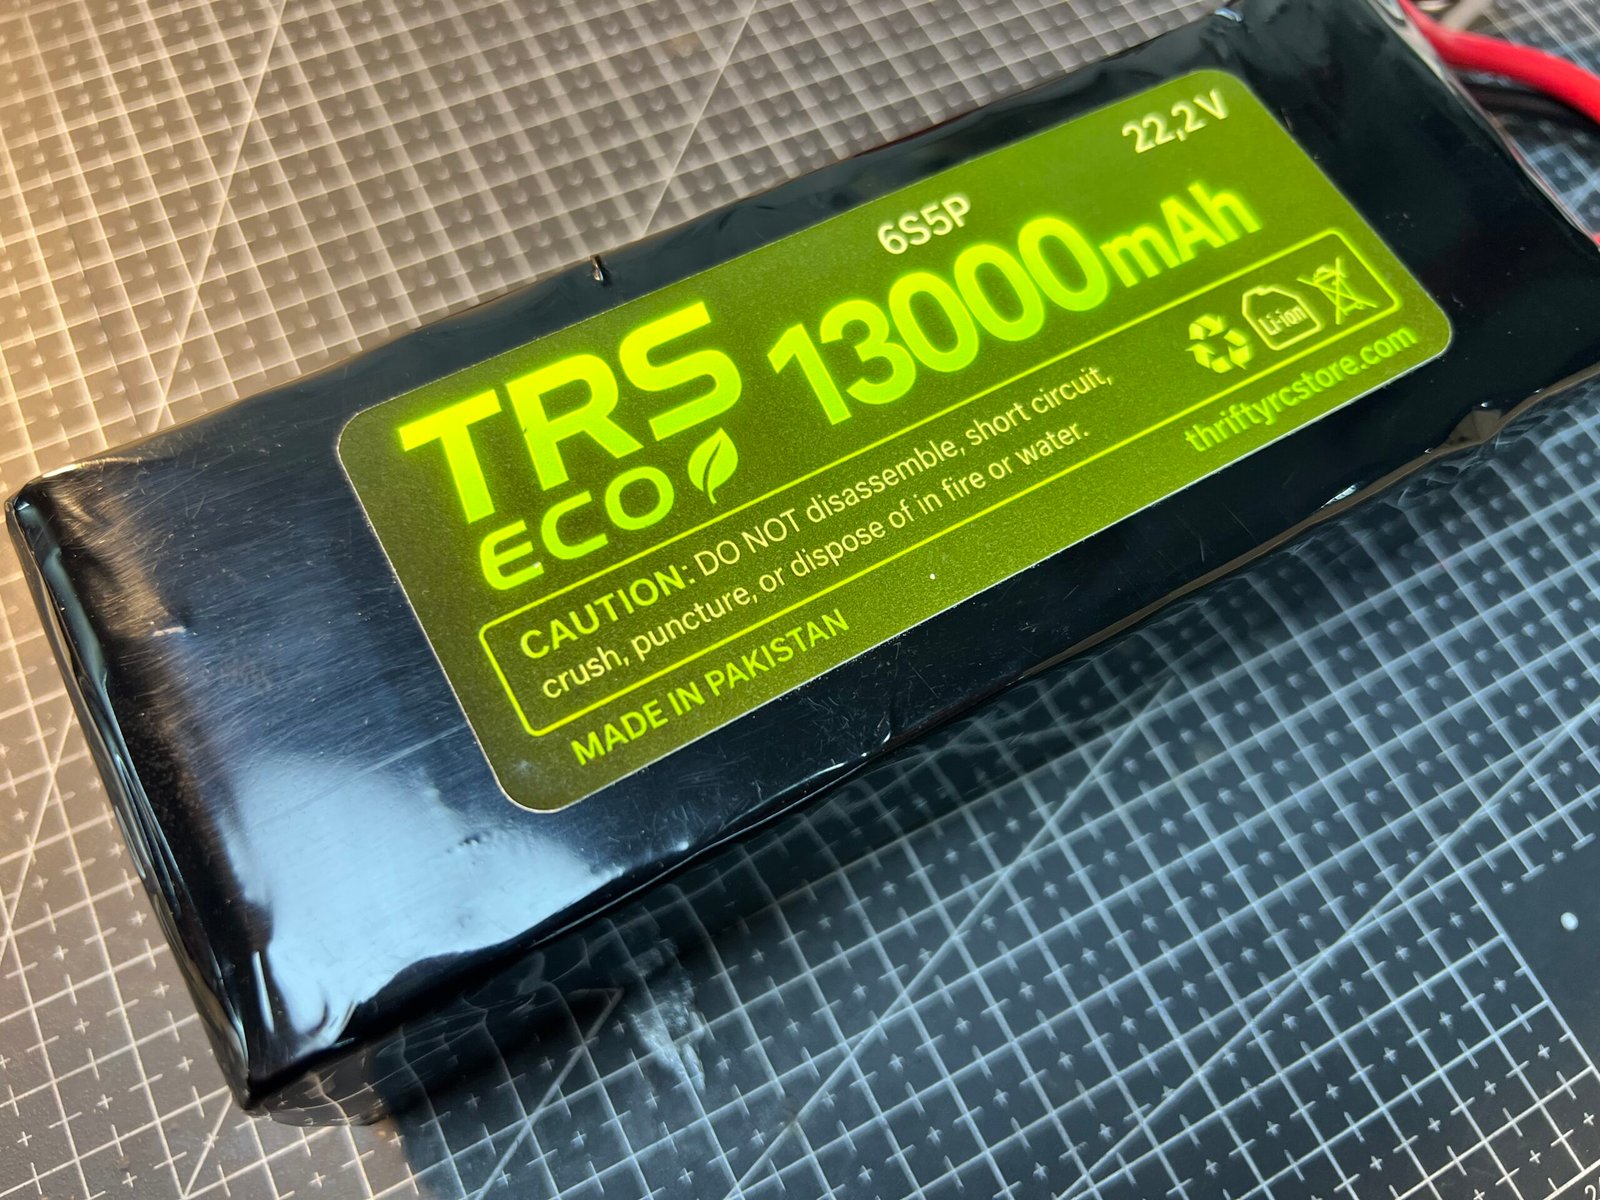 22,2 V
6S5P
TRS 13000mAh
ECO
CAUTION: DO NOT disassemble, short circuit,
crush, puncture, or dispose of in fire or water.
Li-ion
MADE IN PAKISTAN
thriftyrcstore.com